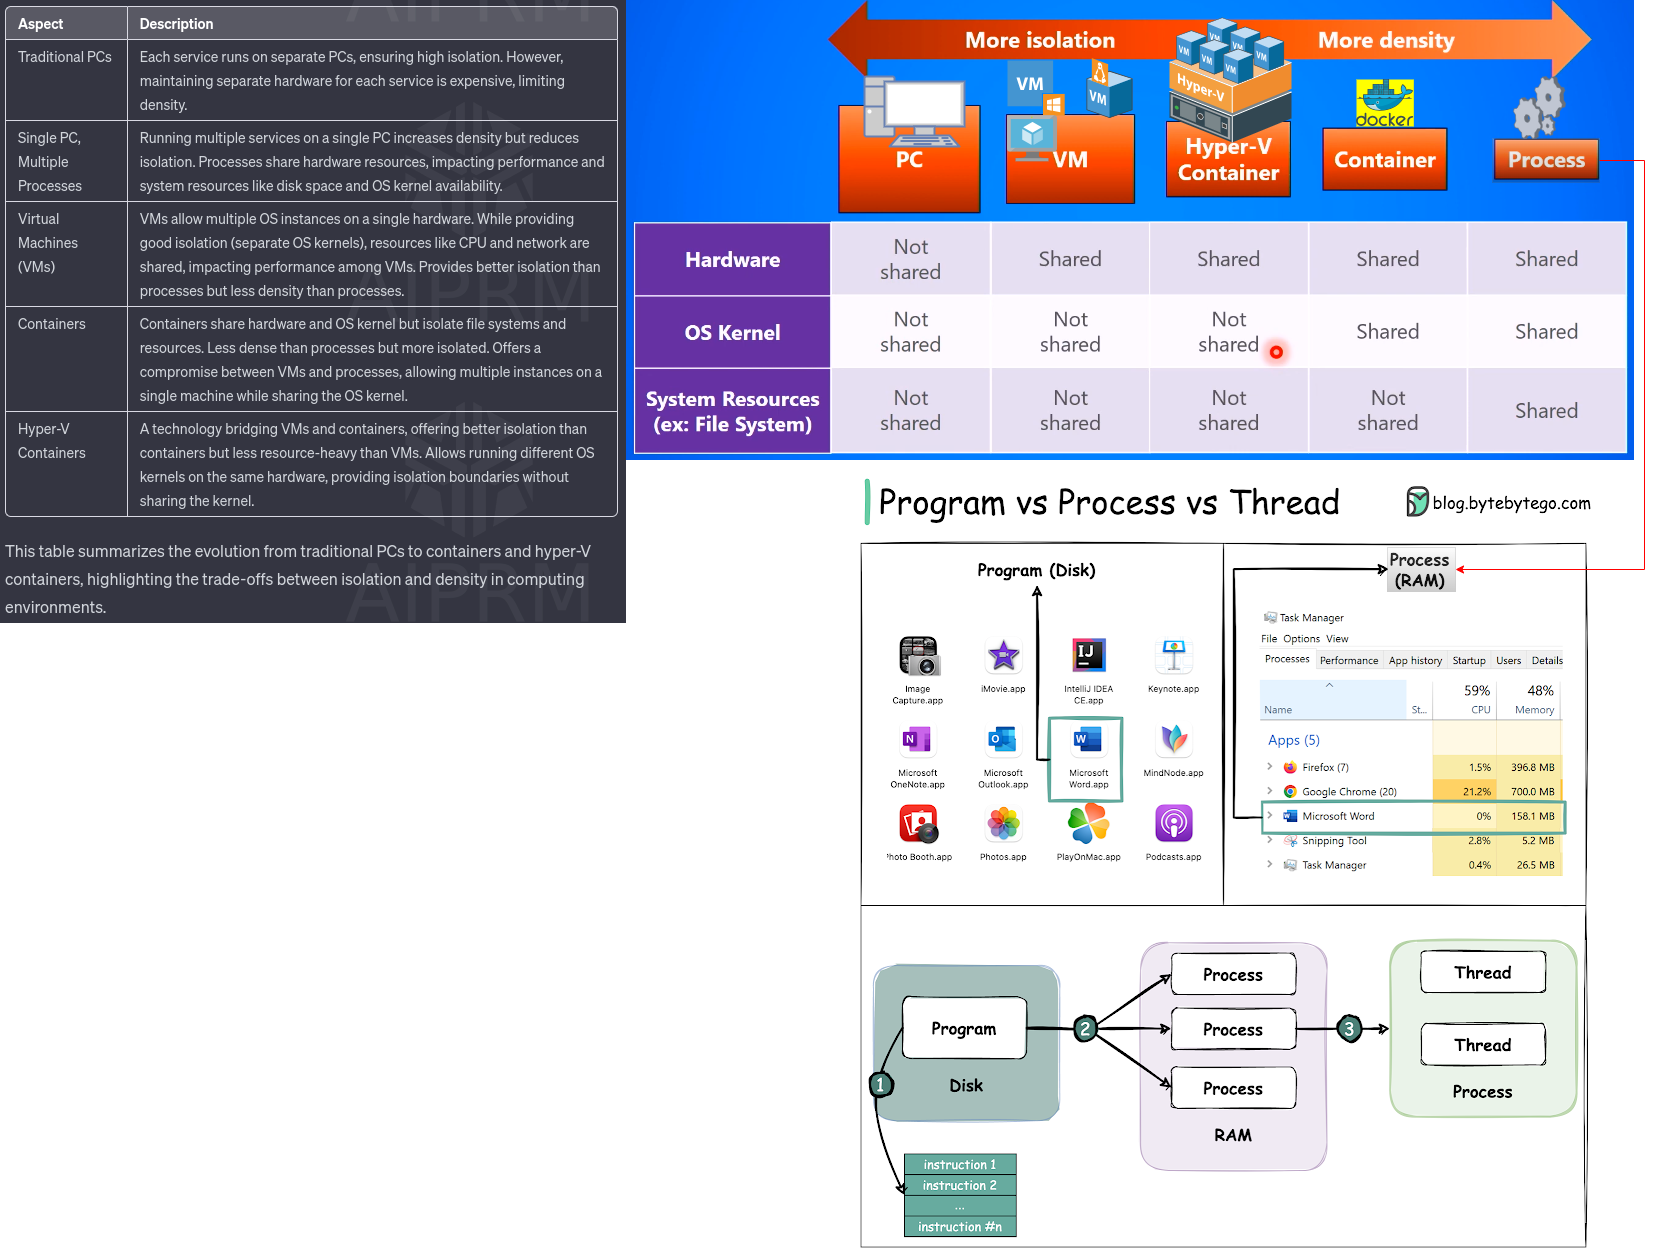 Aspect Description
Traditional PCs
Each service runs on separate PCs, ensuring high isolation. However,
maintaining separate hardware for each service is expensive, limiting
density.
Single PC,
Multiple
Processes
Running multiple services on a single PC increases density but reduces
isolation. Processes share hardware resources, impacting performance and
system resources like disk space and OS kernel availability.
Virtual
Machines
(VMs)
VMs allow multiple OS instances on a single hardware. While providing
good isolation (separate OS kernels), resources like CPU and network are
shared, impacting performance among VMs. Provides better isolation than
processes but less density than processes.
Containers
Containers share hardware and OS kernel but isolate file systems and
resources. Less dense than processes but more isolated. Offers a
compromise between VMs and processes, allowing multiple instances on a
single machine while sharing the OS kernel.
Hyper-V
Containers
A technology bridging VMs and containers, offering better isolation than
containers but less resource-heavy than VMs. Allows running different OS
kernels on the same hardware, providing isolation boundaries without
sharing the kernel.
This table summarizes the evolution from traditional PCs to containers and hyper-V
containers, highlighting the trade-offs between isolation and density in computing
environments.
AIPRM
AIPRM
AIPRM
More isolation
More density
VM
VM
VM VM VM VM VM VM
Hyper-V
docker
PC
VM
Hyper-V
Container
Container
Process
Hardware
Not
shared
Shared
Shared
Shared
Shared
OS Kernel
Not
shared
Not
shared
Not
shared
Shared
Shared
System Resources
(ex: File System)
Not
shared
Not
shared
Not
shared
Not
shared
Shared
Program vs Process vs Thread
blog.bytebytego.com
Program (Disk)
Image
Capture.app
iMovie.app
IJ
IntelliJ IDEA
CE.app
Keynote.app
N
Microsoft
OneNote.app
O
Microsoft
Outlook.app
W
Microsoft
Word.app
MindNode.app
hoto Booth.app
Photos.app
PlayOnMac.app
Podcasts.app
Process
(RAM)
Task Manager
File Options View
Processes Performance App history Startup Users Details
59% 48%
Name St... CPU Memory
Apps (5)
Firefox (7) 1.5% 396.8 MB
Google Chrome (20) 21.2% 700.0 MB
Microsoft Word 0% 158.1 MB
Snipping Tool 2.8% 5.2 MB
Task Manager 0.4% 26.5 MB
Program
Disk
1
2
Process
Process
Process
RAM
3
Thread
Thread
Process
instruction 1
instruction 2
...
instruction #n